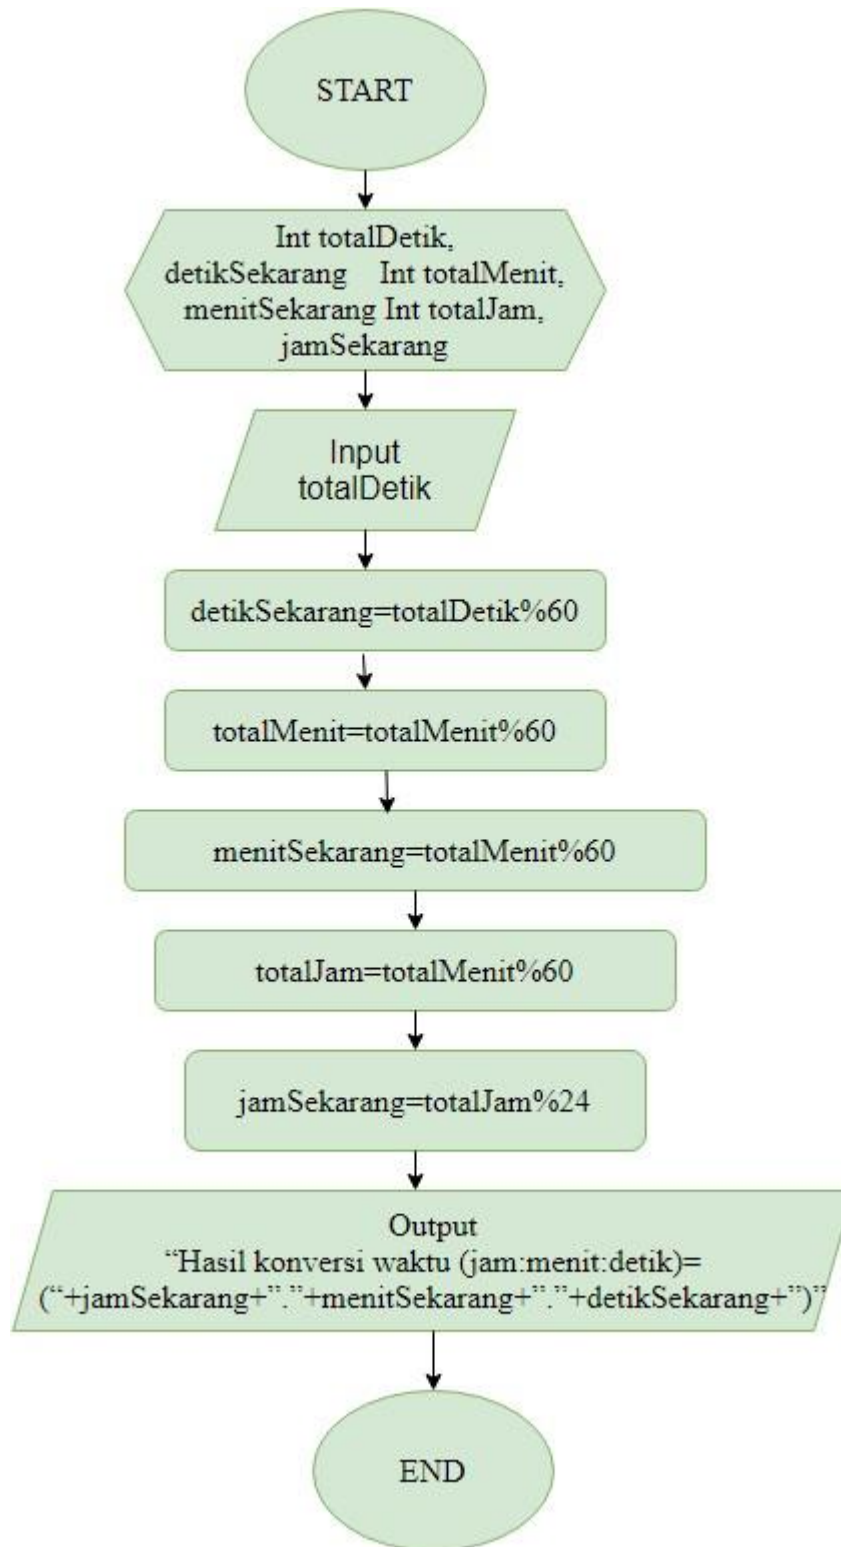 START
Int totalDetik,
detikSekarang    Int totalMenit,
menitSekarang Int totalJam,
jamSekarang
Input
totalDetik
detikSekarang=totalDetik%60
totalMenit=totalMenit%60
menitSekarang=totalMenit%60
totalJam=totalMenit%60
jamSekarang=totalJam%24
Output
“Hasil konversi waktu (jam:menit:detik)=
(“+jamSekarang+”.”+menitSekarang+”.”+detikSekarang+”)”
END